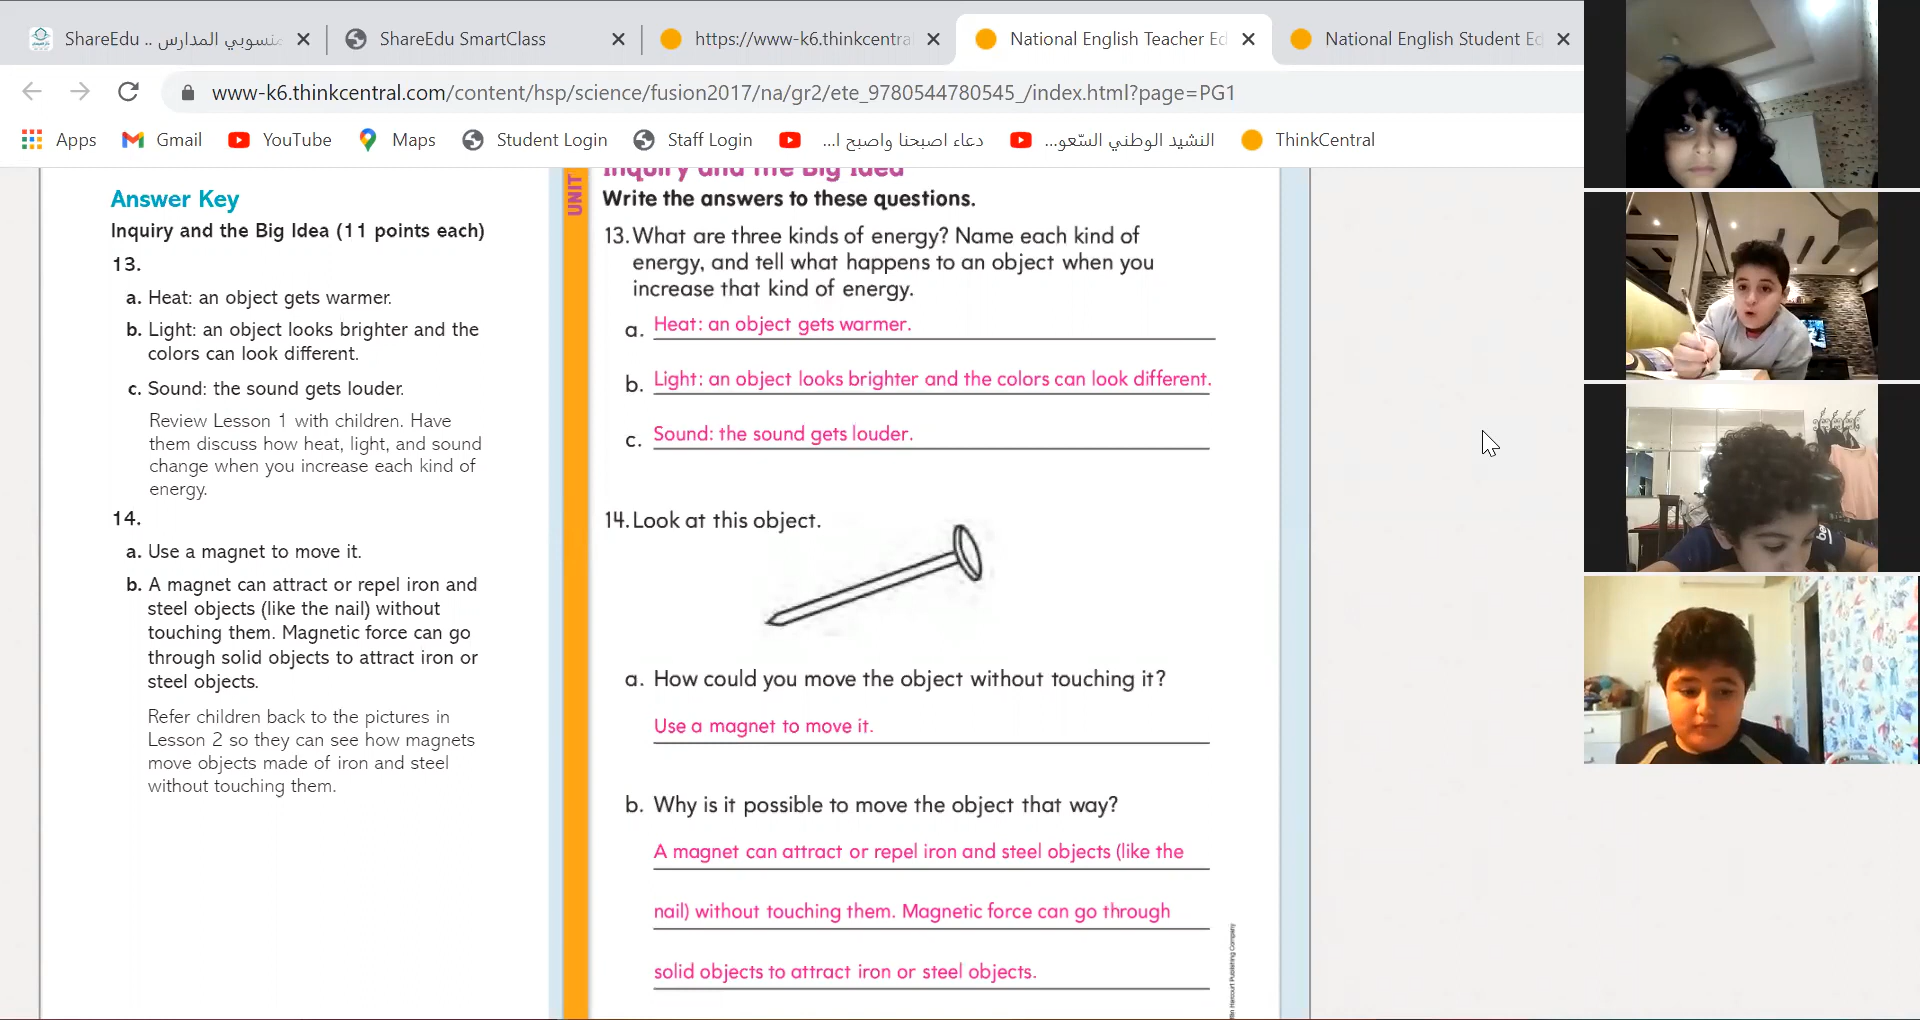 ShareEdu .. منسوبي المدارس
ShareEdu SmartClass
https://www-k6.thinkcentral
National English Teacher Ed
National English Student Ed
www-k6.thinkcentral.com/content/hsp/science/fusion2017/na/gr2/ete_9780544780545_/index.html?page=PG1
Apps
Gmail
YouTube
Maps
Student Login
Staff Login
دعاء اصبحنا واصبح ا...
النشيد الوطني السّعو...
ThinkCentral
Answer Key
Inquiry and the Big Idea (11 points each)
13.
a. Heat: an object gets warmer.
b. Light: an object looks brighter and the
colors can look different.
c. Sound: the sound gets louder.
Review Lesson 1 with children. Have
them discuss how heat, light, and sound
change when you increase each kind of
energy.
14.
a. Use a magnet to move it.
b. A magnet can attract or repel iron and
steel objects (like the nail) without
touching them. Magnetic force can go
through solid objects to attract iron or
steel objects.
Refer children back to the pictures in
Lesson 2 so they can see how magnets
move objects made of iron and steel
without touching them.
UNIT
Inquiry and the Big Idea
Write the answers to these questions.
13. What are three kinds of energy? Name each kind of
energy, and tell what happens to an object when you
increase that kind of energy.
a. Heat: an object gets warmer.
b. Light: an object looks brighter and the colors can look different.
c. Sound: the sound gets louder.
14. Look at this object.
a. How could you move the object without touching it?
Use a magnet to move it.
b. Why is it possible to move the object that way?
A magnet can attract or repel iron and steel objects (like the
nail) without touching them. Magnetic force can go through
solid objects to attract iron or steel objects.
Harcourt Publishing Company